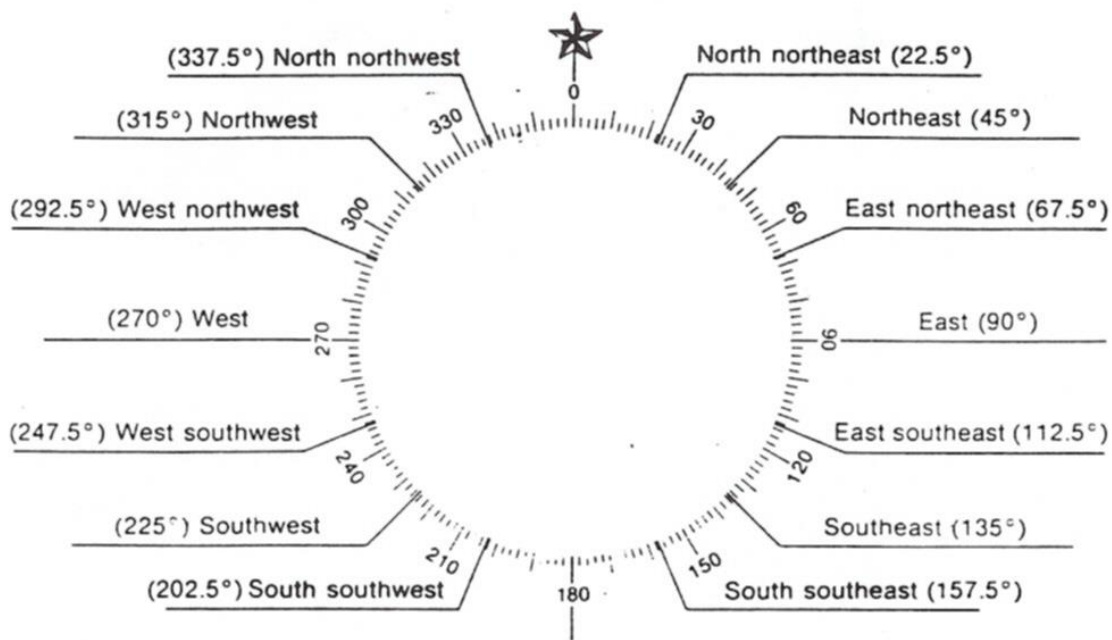 (337.5°) North northwest
North northeast (22.5°)
0
(315°) Northwest
330
30
Northeast (45°)
(292.5°) West northwest
300
60
East northeast (67.5°)
(270°) West
270
90
East (90°)
(247.5°) West southwest
240
120
East southeast (112.5°)
(225°) Southwest
210
150
Southeast (135°)
(202.5°) South southwest
180
South southeast (157.5°)